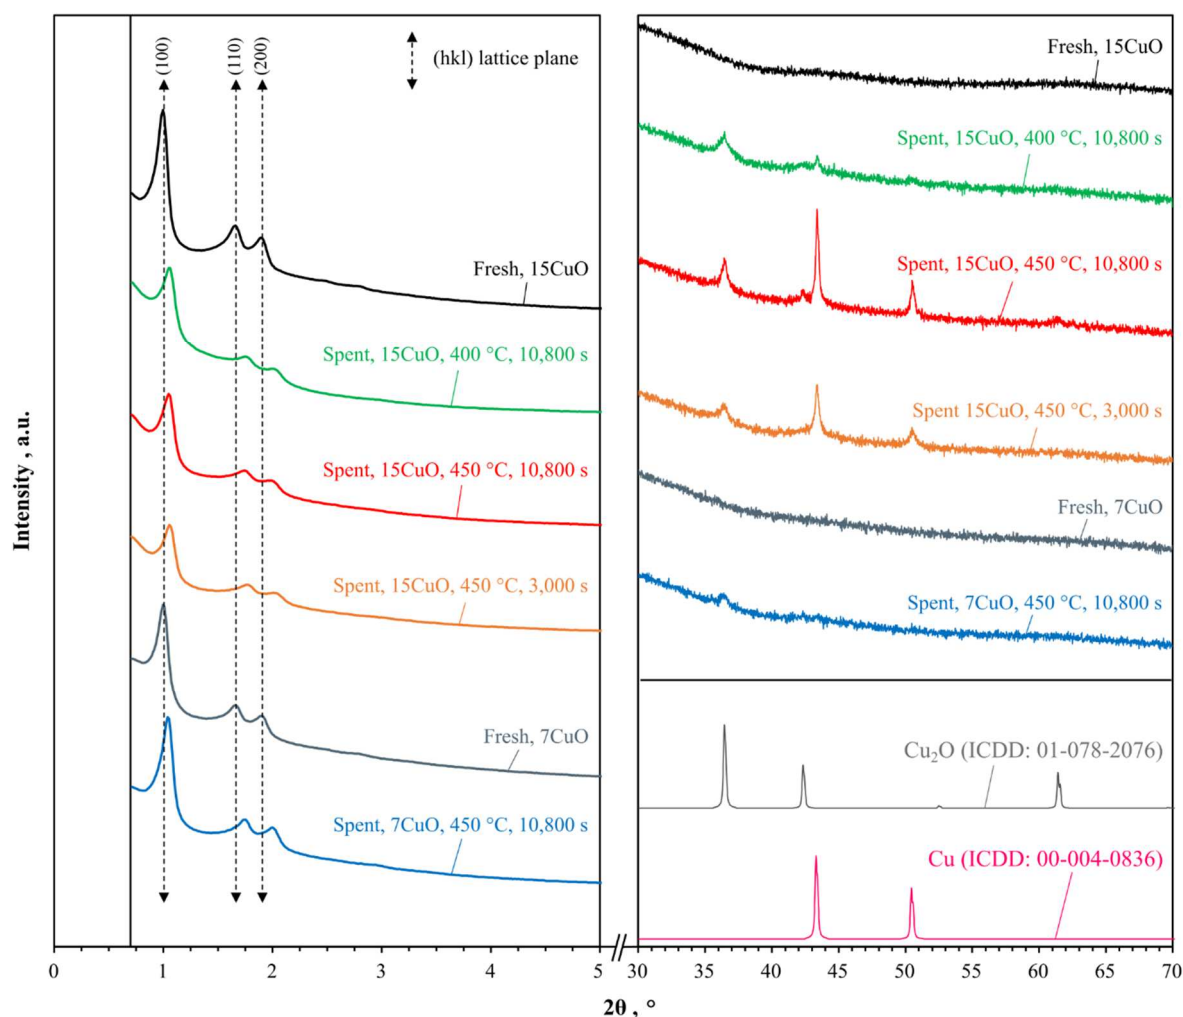 (100)
(110)
(200)
(hkl) lattice plane
Fresh, 15CuO
Spent, 15CuO, 400 °C, 10,800 s
Spent, 15CuO, 450 °C, 10,800 s
Spent, 15CuO, 450 °C, 3,000 s
Fresh, 7CuO
Spent, 7CuO, 450 °C, 10,800 s
Fresh, 15CuO
Spent, 15CuO, 400 °C, 10,800 s
Spent, 15CuO, 450 °C, 10,800 s
Spent 15CuO, 450 °C, 3,000 s
Fresh, 7CuO
Spent, 7CuO, 450 °C, 10,800 s
Cu₂O (ICDD: 01-078-2076)
Cu (ICDD: 00-004-0836)
Intensity , a.u.
0 1 2 3 4 5 30 35 40 45 50 55 60 65 70
2θ , °